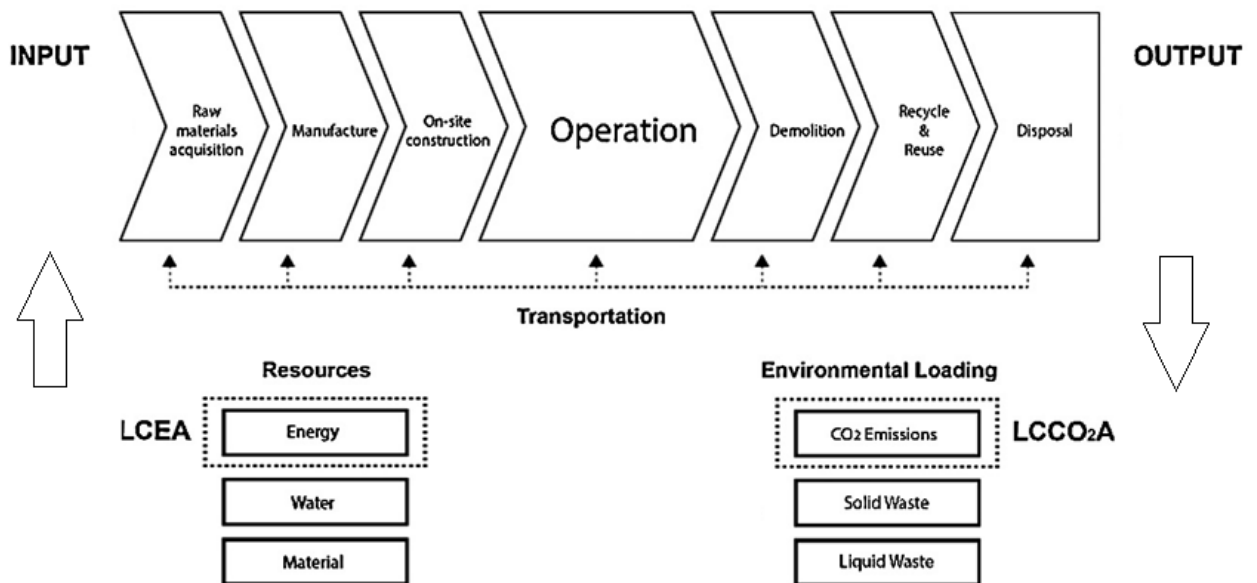 INPUT
OUTPUT
Raw
materials
acquisition
Manufacture
On-site
construction
Operation
Demolition
Recycle
&
Reuse
Disposal
Transportation
Resources
LCEA
Energy
Water
Material
Environmental Loading
CO₂ Emissions
LCCO₂A
Solid Waste
Liquid Waste